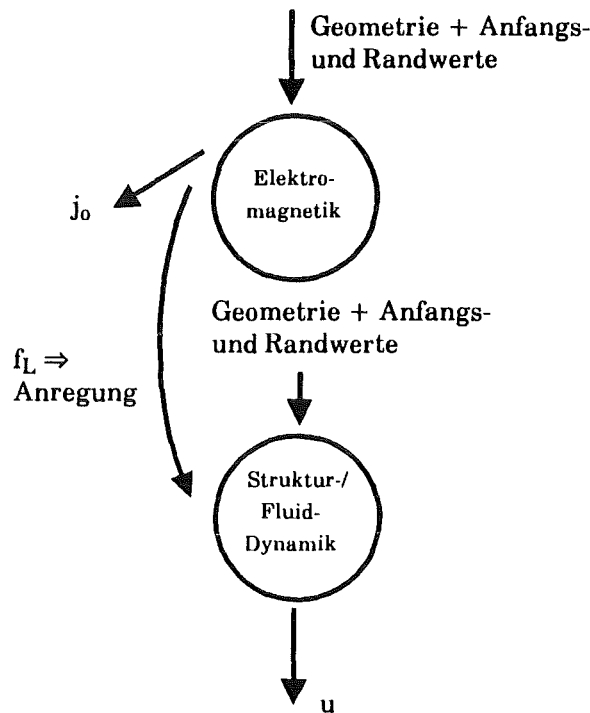 Geometrie + Anfangs-
und Randwerte
Elektro-
magnetik
j₀
Geometrie + Anfangs-
und Randwerte
f_L ⇒
Anregung
Struktur-/
Fluid-
Dynamik
u